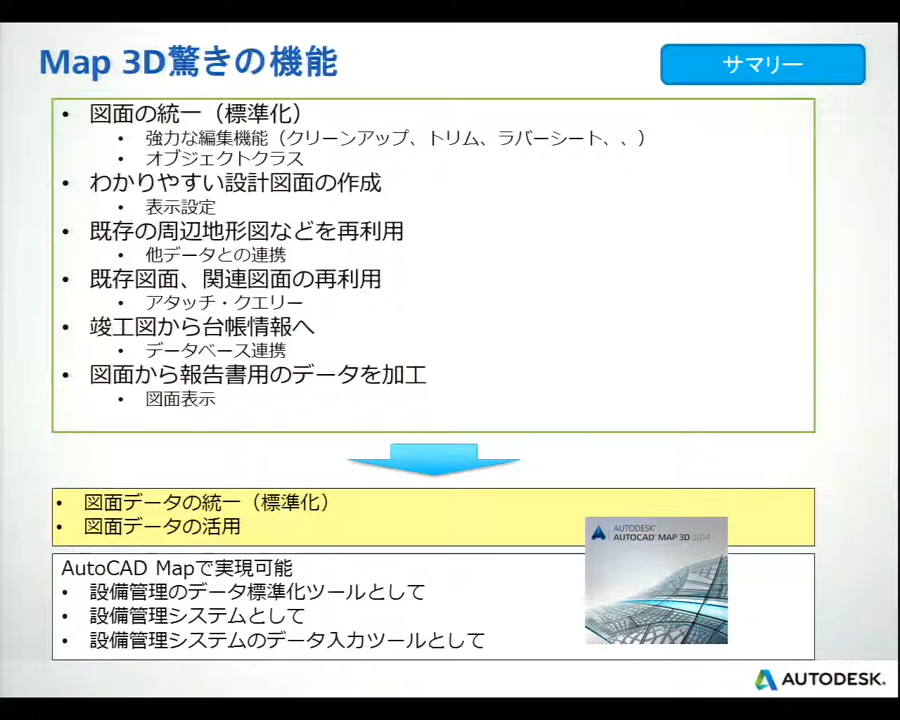 Map 3D驚きの機能
サマリー
• 図面の統一（標準化）
• 強力な編集機能（クリーンアップ、トリム、ラバーシート、、）
• オブジェクトクラス
• わかりやすい設計図面の作成
• 表示設定
• 既存の周辺地形図などを再利用
• 他データとの連携
• 既存図面、関連図面の再利用
• アタッチ・クエリー
• 竣工図から台帳情報へ
• データベース連携
• 図面から報告書用のデータを加工
• 図面表示
• 図面データの統一（標準化）
• 図面データの活用
AUTODESK®
AUTOCAD® MAP 3D 2014
AutoCAD Mapで実現可能
• 設備管理のデータ標準化ツールとして
• 設備管理システムとして
• 設備管理システムのデータ入力ツールとして
AUTODESK.